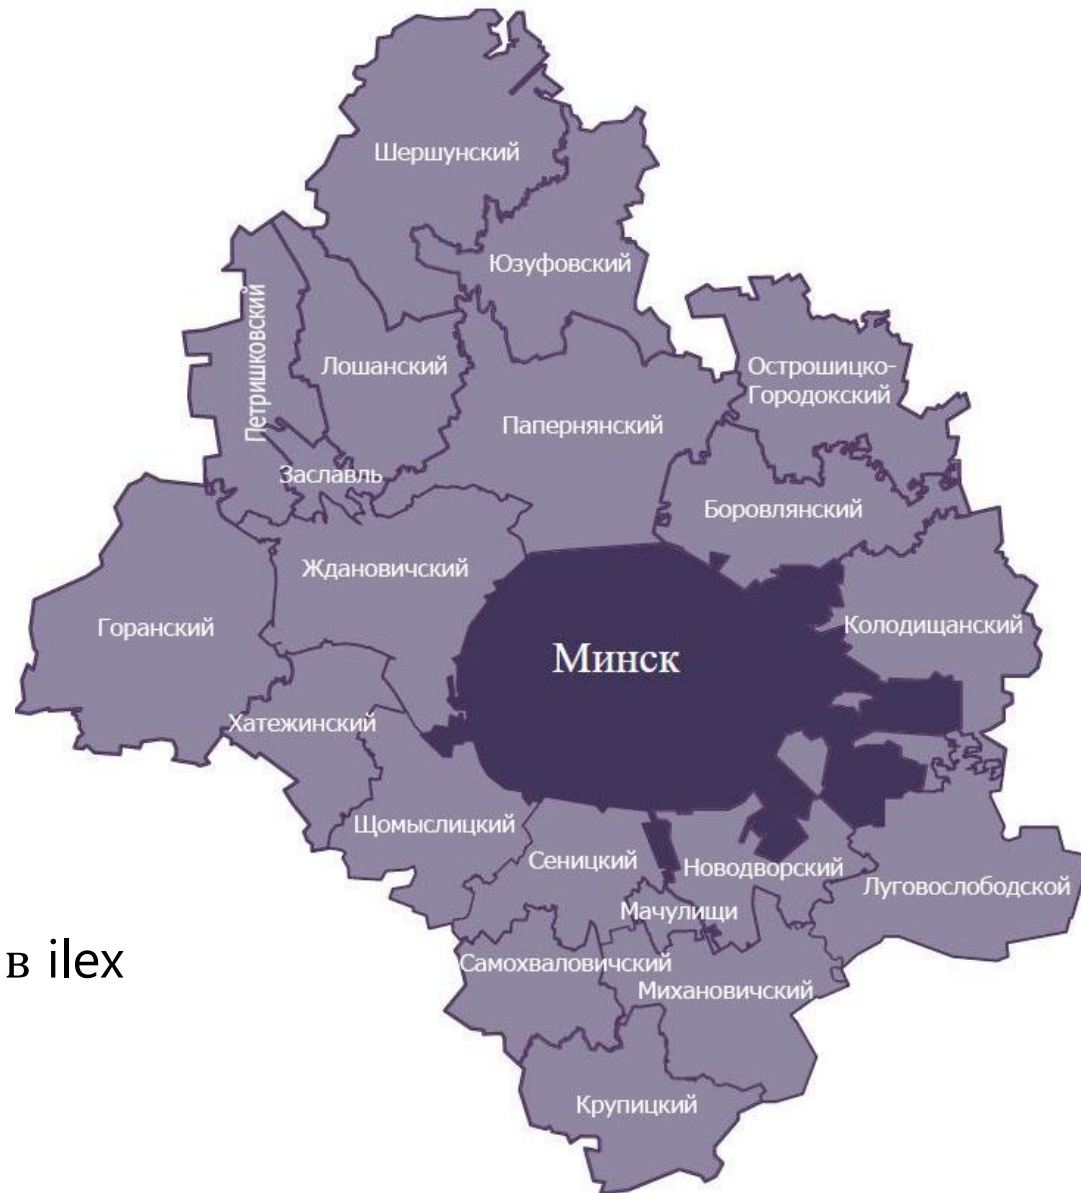 Шершунский
Юзуфовский
Петришковский
Лошанский
Острошицко-
Городокский
Папернянский
Заславль
Боровлянский
Ждановичский
Горанский
Колодищанский
Минск
Хатежинский
Щомыслицкий
Сеницкий
Новодворский
Луговослободской
Мачулищи
в ilex
Самохваловичский
Михановичский
Крупицкий